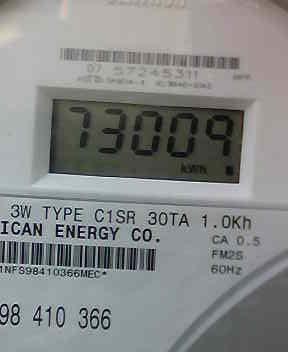 07 57245311
73009
kWh
3W TYPE C1SR 30TA 1.0Kh
ICAN ENERGY CO.
CA 0.5
FM2S
60Hz
1NFS98410366MEC*
98 410 366